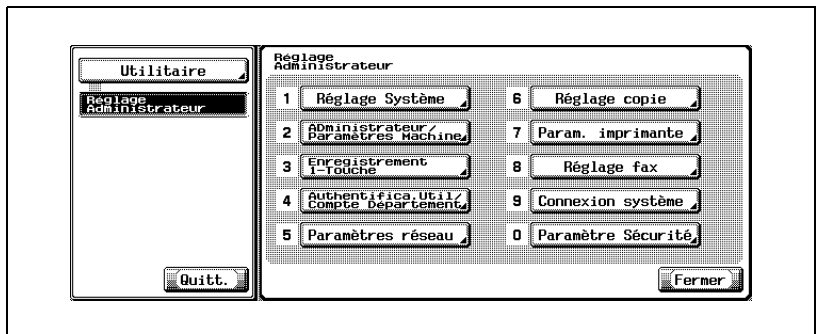 Utilitaire
Réglage
Administrateur
Quitt.
Réglage
Administrateur
1 Réglage Système
2 ADministrateur/
Paramètres Machine
3 Enregistrement
1-Touche
4 Authentifica.Util/
Compte Département
5 Paramètres réseau
6 Réglage copie
7 Param. imprimante
8 Réglage fax
9 Connexion système
0 Paramètre Sécurité
Fermer